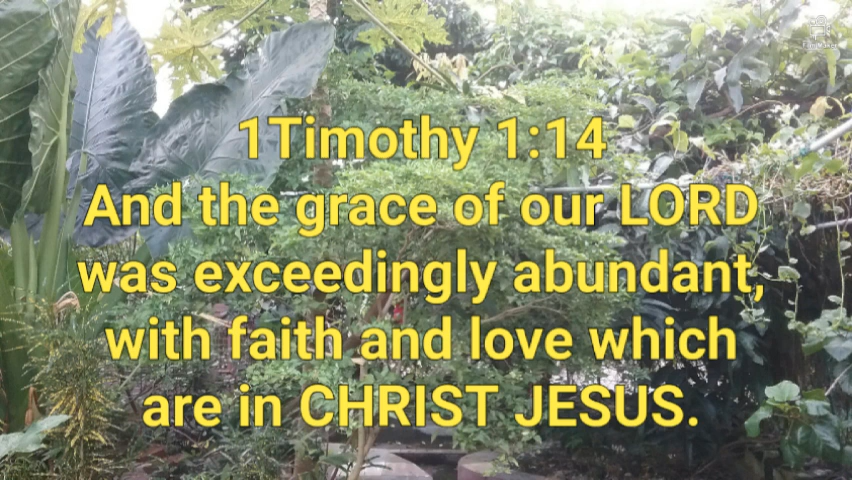 1Timothy 1:14
And the grace of our LORD
was exceedingly abundant,
with faith and love which
are in CHRIST JESUS.